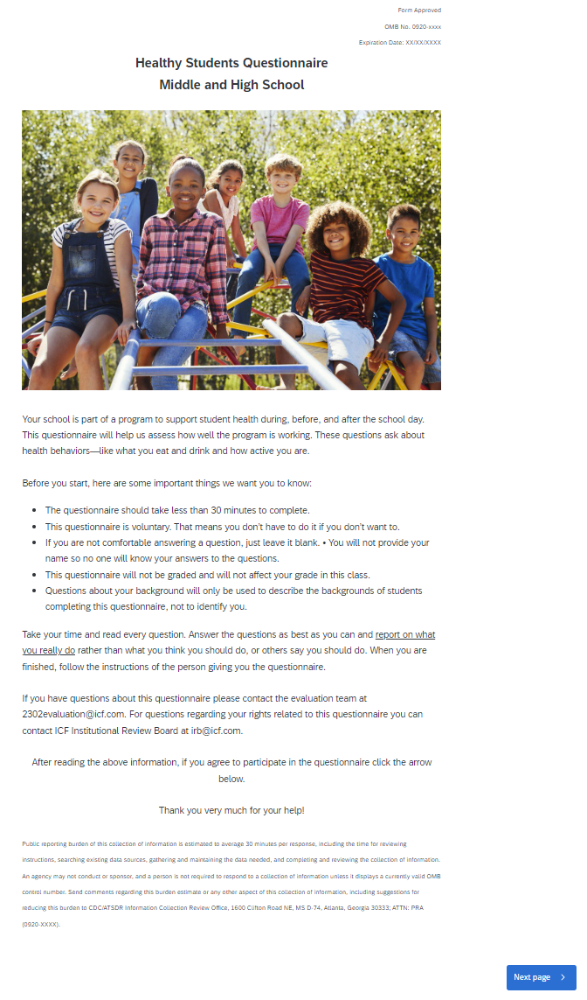 Form Approved
OMB No. 0920-xxxx
Expiration Date: XX/XX/XXXX
Healthy Students Questionnaire
Middle and High School
Your school is part of a program to support student health during, before, and after the school day.
This questionnaire will help us assess how well the program is working. These questions ask about
health behaviors—like what you eat and drink and how active you are.
Before you start, here are some important things we want you to know:
• The questionnaire should take less than 30 minutes to complete.
• This questionnaire is voluntary. That means you don't have to do it if you don't want to.
• If you are not comfortable answering a question, just leave it blank. • You will not provide your
name so no one will know your answers to the questions.
• This questionnaire will not be graded and will not affect your grade in this class.
• Questions about your background will only be used to describe the backgrounds of students
completing this questionnaire, not to identify you.
Take your time and read every question. Answer the questions as best as you can and report on what
you really do rather than what you think you should do, or others say you should do. When you are
finished, follow the instructions of the person giving you the questionnaire.
If you have questions about this questionnaire please contact the evaluation team at
2302evaluation@icf.com. For questions regarding your rights related to this questionnaire you can
contact ICF Institutional Review Board at irb@icf.com.
After reading the above information, if you agree to participate in the questionnaire click the arrow
below.
Thank you very much for your help!
Public reporting burden of this collection of information is estimated to average 30 minutes per response, including the time for reviewing
instructions, searching existing data sources, gathering and maintaining the data needed, and completing and reviewing the collection of information.
An agency may not conduct or sponsor, and a person is not required to respond to a collection of information unless it displays a currently valid OMB
control number. Send comments regarding this burden estimate or any other aspect of this collection of information, including suggestions for
reducing this burden to CDC/ATSDR Information Collection Review Office, 1600 Clifton Road NE, MS D-74, Atlanta, Georgia 30333; ATTN: PRA
(0920-XXXX).
Next page